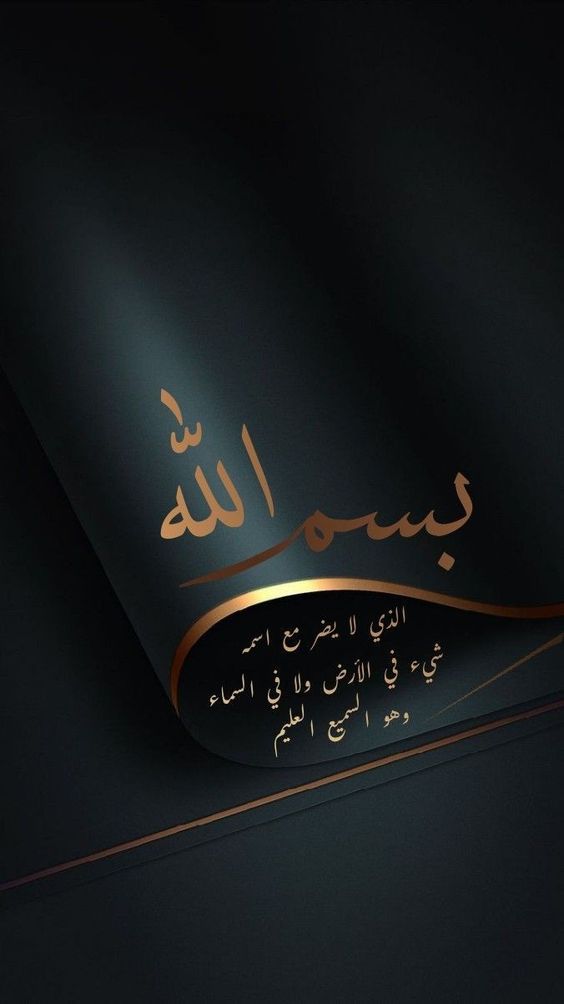 بسم الله
الذي لا يضر مع اسمه
شيء في الأرض ولا في السماء
وهو السميع العليم